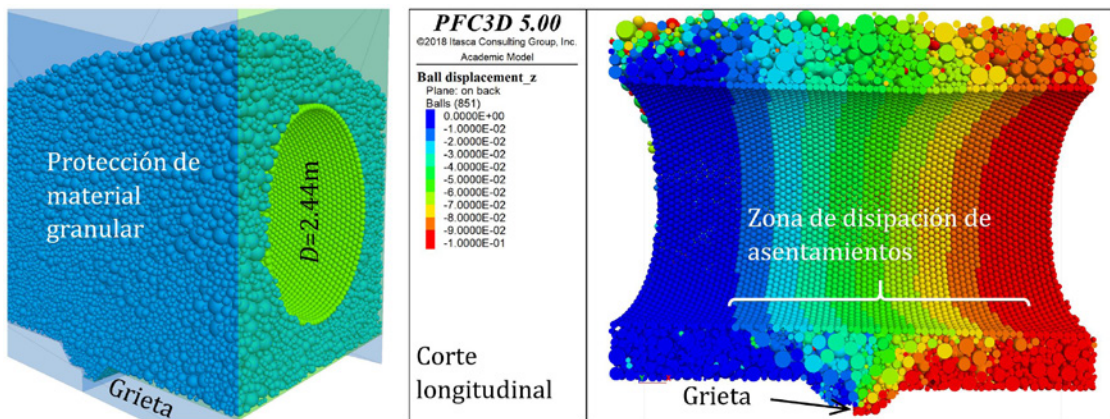 Protección de
material
granular
D=2.44m
Grieta
PFC3D 5.00
©2018 Itasca Consulting Group, Inc.
Academic Model
Ball displacement_z
Plane: on back
Balls (851)
0.0000E+00
-1.0000E-02
-2.0000E-02
-3.0000E-02
-4.0000E-02
-5.0000E-02
-6.0000E-02
-7.0000E-02
-8.0000E-02
-9.0000E-02
-1.0000E-01
Corte
longitudinal
Zona de disipación de
asentamientos
Grieta